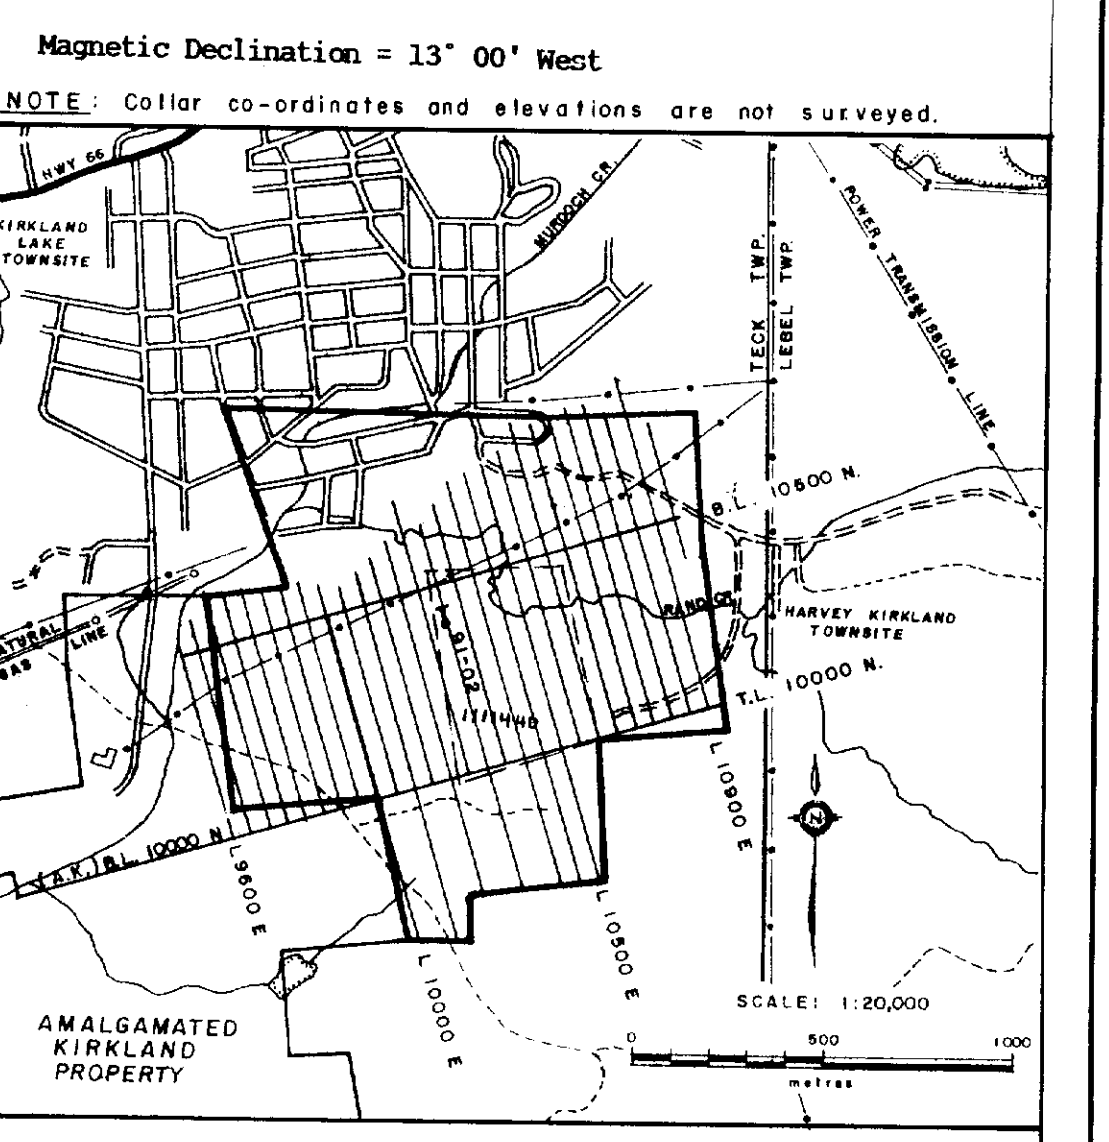 Magnetic Declination = 13° 00' West
NOTE: Collar co-ordinates and elevations are not surveyed.
HWY 66
KIRKLAND
LAKE
TOWNSITE
MURDOCH CR.
TECK TWP.
LEBEL TWP.
POWER TRANSMISSION LINE
B.L. 10500 N.
NATURAL
GAS LINE
RAND CR.
HARVEY KIRKLAND
TOWNSITE
91-02
1111448
T.L. 10000 N.
L 10900 E
N
(A.K.) B.L. 10000 N
L 9600 E
L 10500 E
L 10000 E
AMALGAMATED
KIRKLAND
PROPERTY
SCALE: 1:20,000
0 500 1000
metres